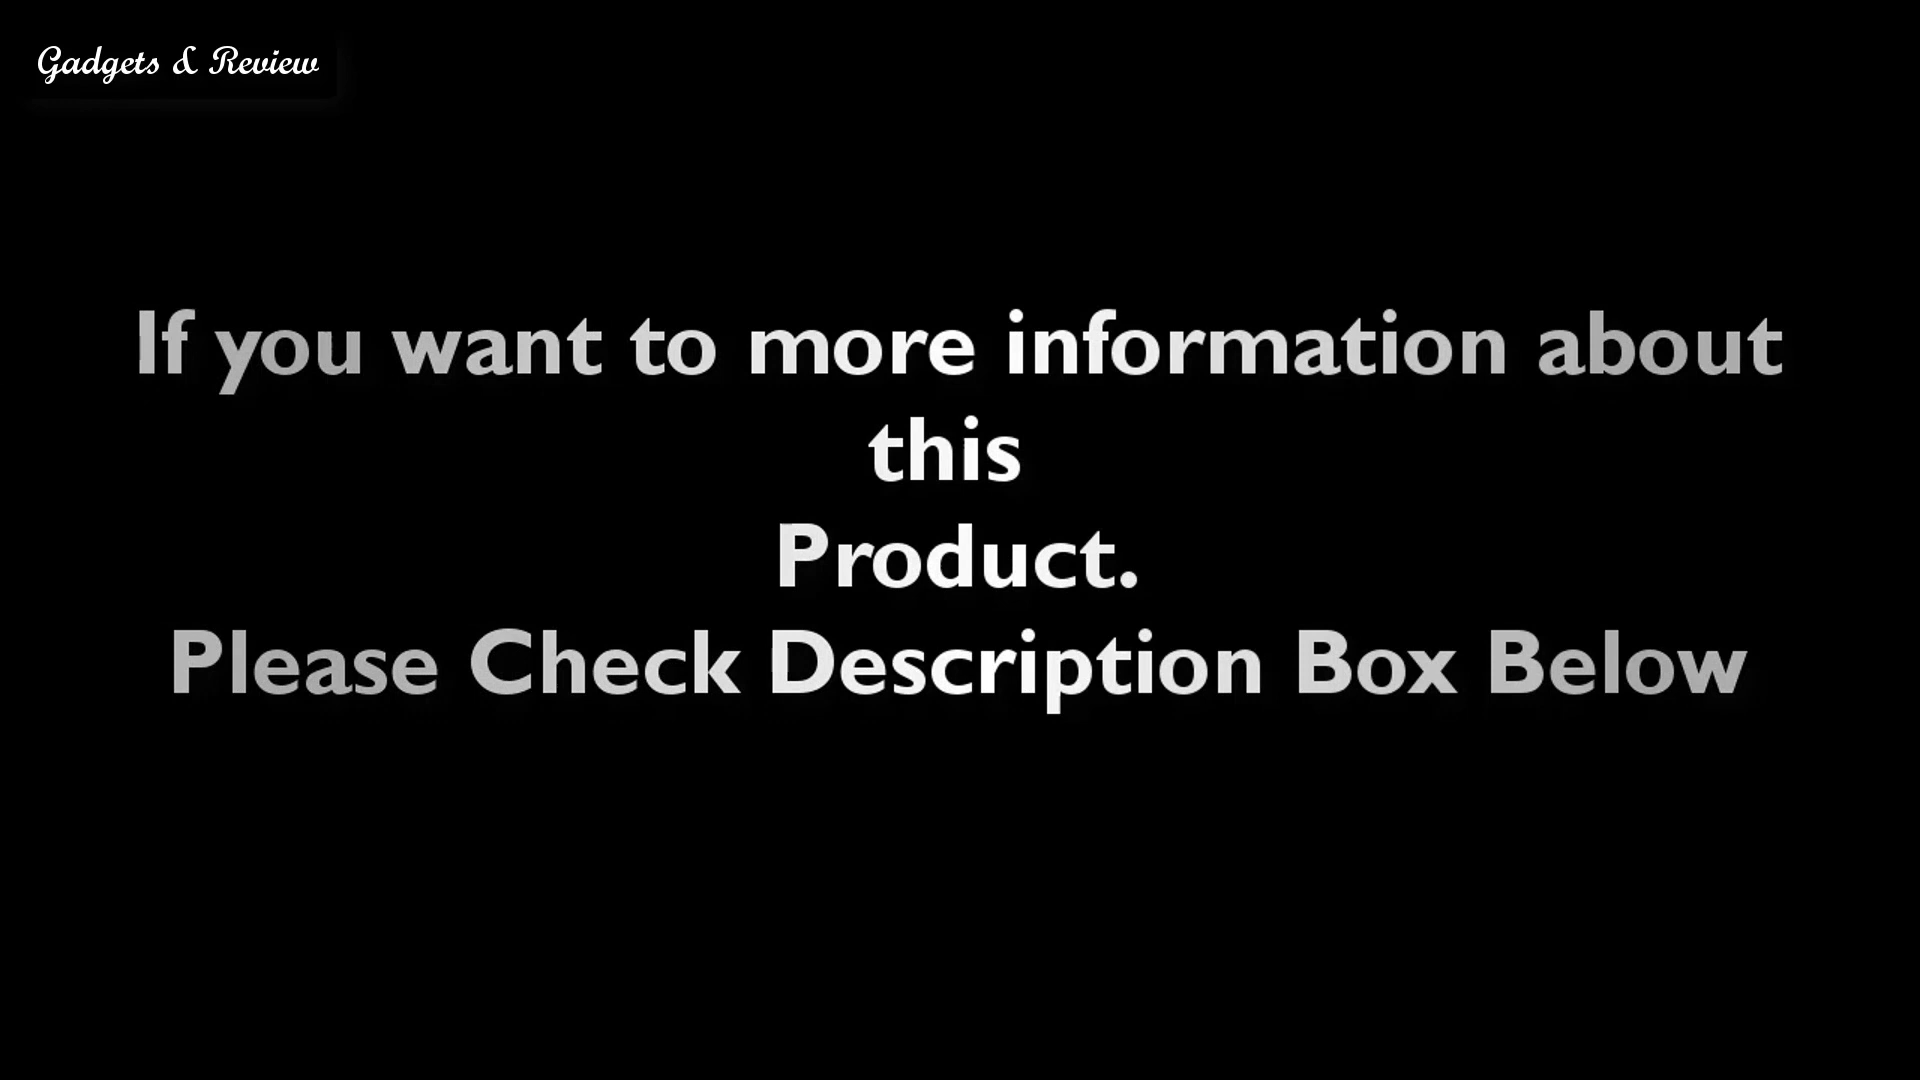 Gadgets & Review
If you want to more information about
this
Product.
Please Check Description Box Below